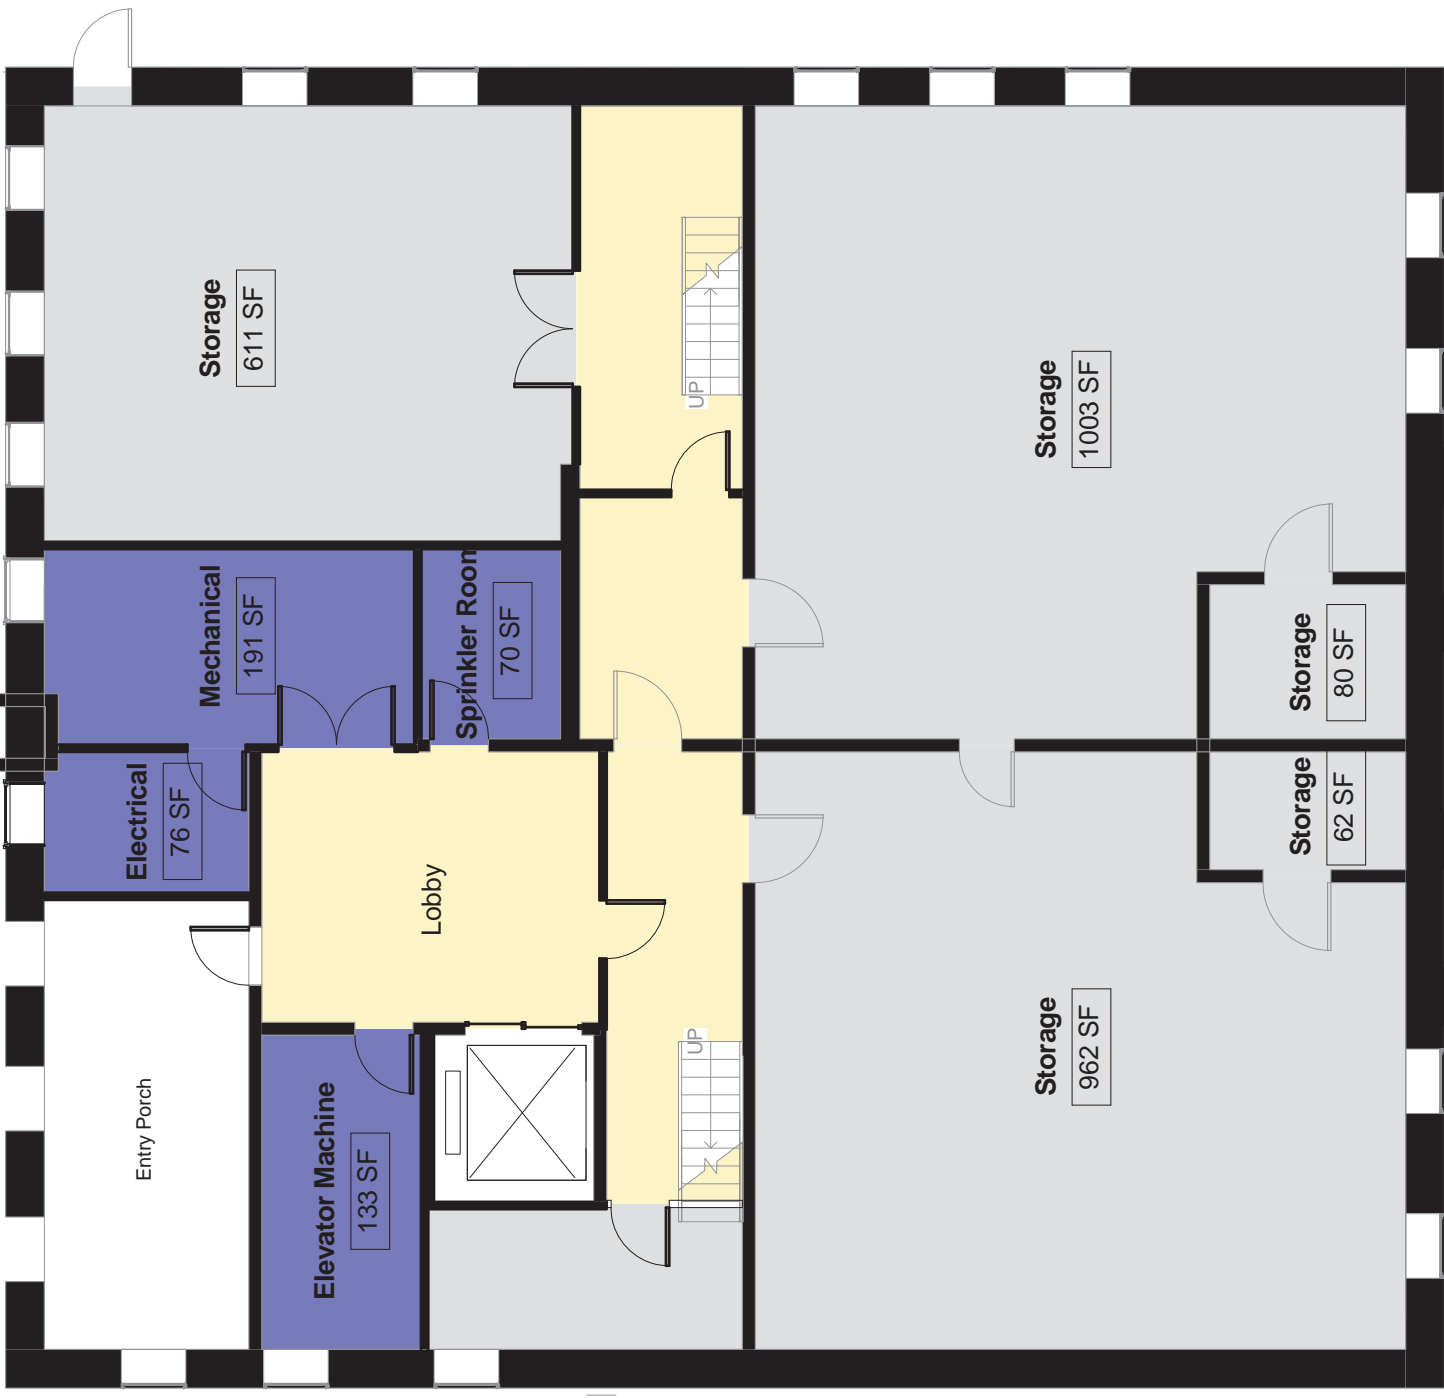 Storage
611 SF
UP
Storage
1003 SF
Mechanical
191 SF
Sprinkler Room
70 SF
Storage
80 SF
Electrical
76 SF
Storage
62 SF
Lobby
Entry Porch
Elevator Machine
133 SF
UP
Storage
962 SF